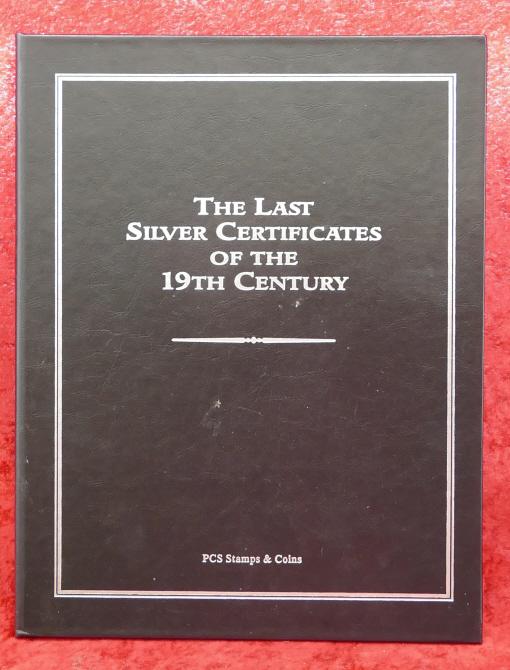 The Last
Silver Certificates
of the
19th Century
PCS Stamps & Coins